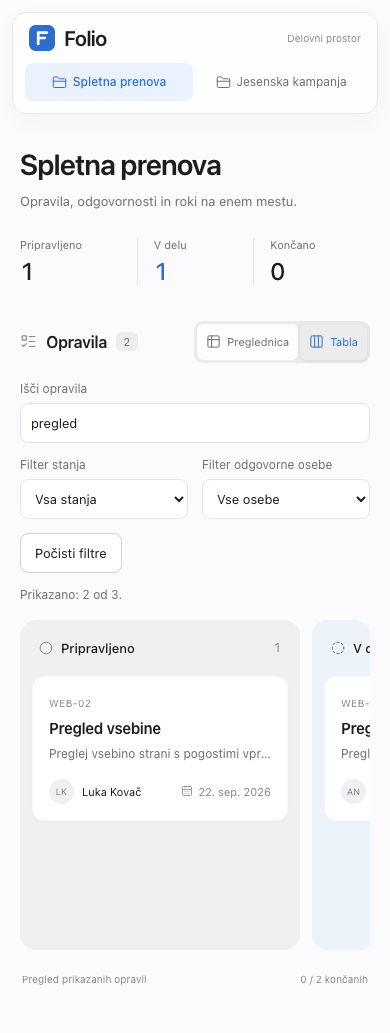 F Folio
Delovni prostor
Spletna prenova
Jesenska kampanja
Spletna prenova
Opravila, odgovornosti in roki na enem mestu.
Pripravljeno
1
V delu
1
Končano
0
Opravila 2
Preglednica
Tabla
Išči opravila
pregled
Filter stanja
Vsa stanja
Filter odgovorne osebe
Vse osebe
Počisti filtre
Prikazano: 2 od 3.
Pripravljeno 1
WEB-02
Pregled vsebine
Preglej vsebino strani s pogostimi vpr…
LK Luka Kovač 22. sep. 2026
V d
WEB-
Preg
Pregl
AN
Pregled prikazanih opravil
0 / 2 končanih